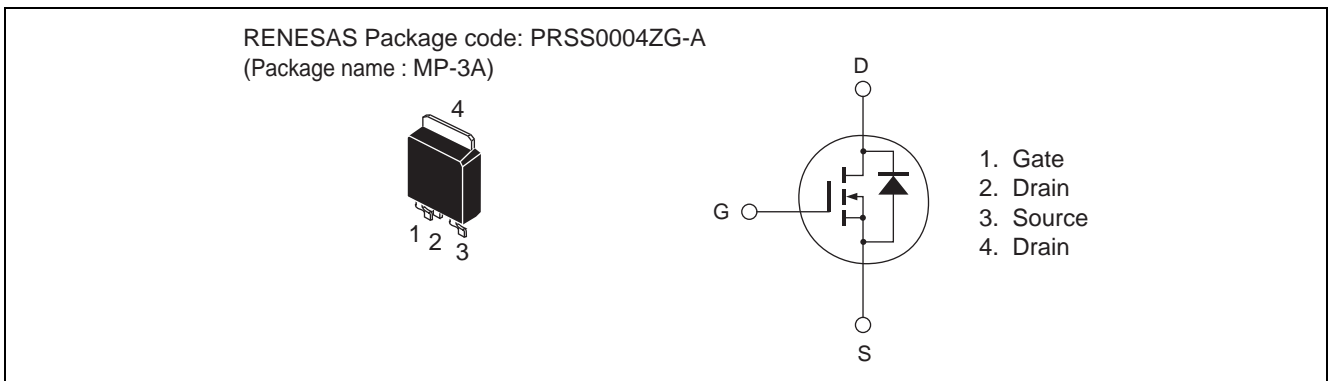 RENESAS Package code: PRSS0004ZG-A
(Package name : MP-3A)
4
1 2 3
D
G
S
1. Gate
2. Drain
3. Source
4. Drain